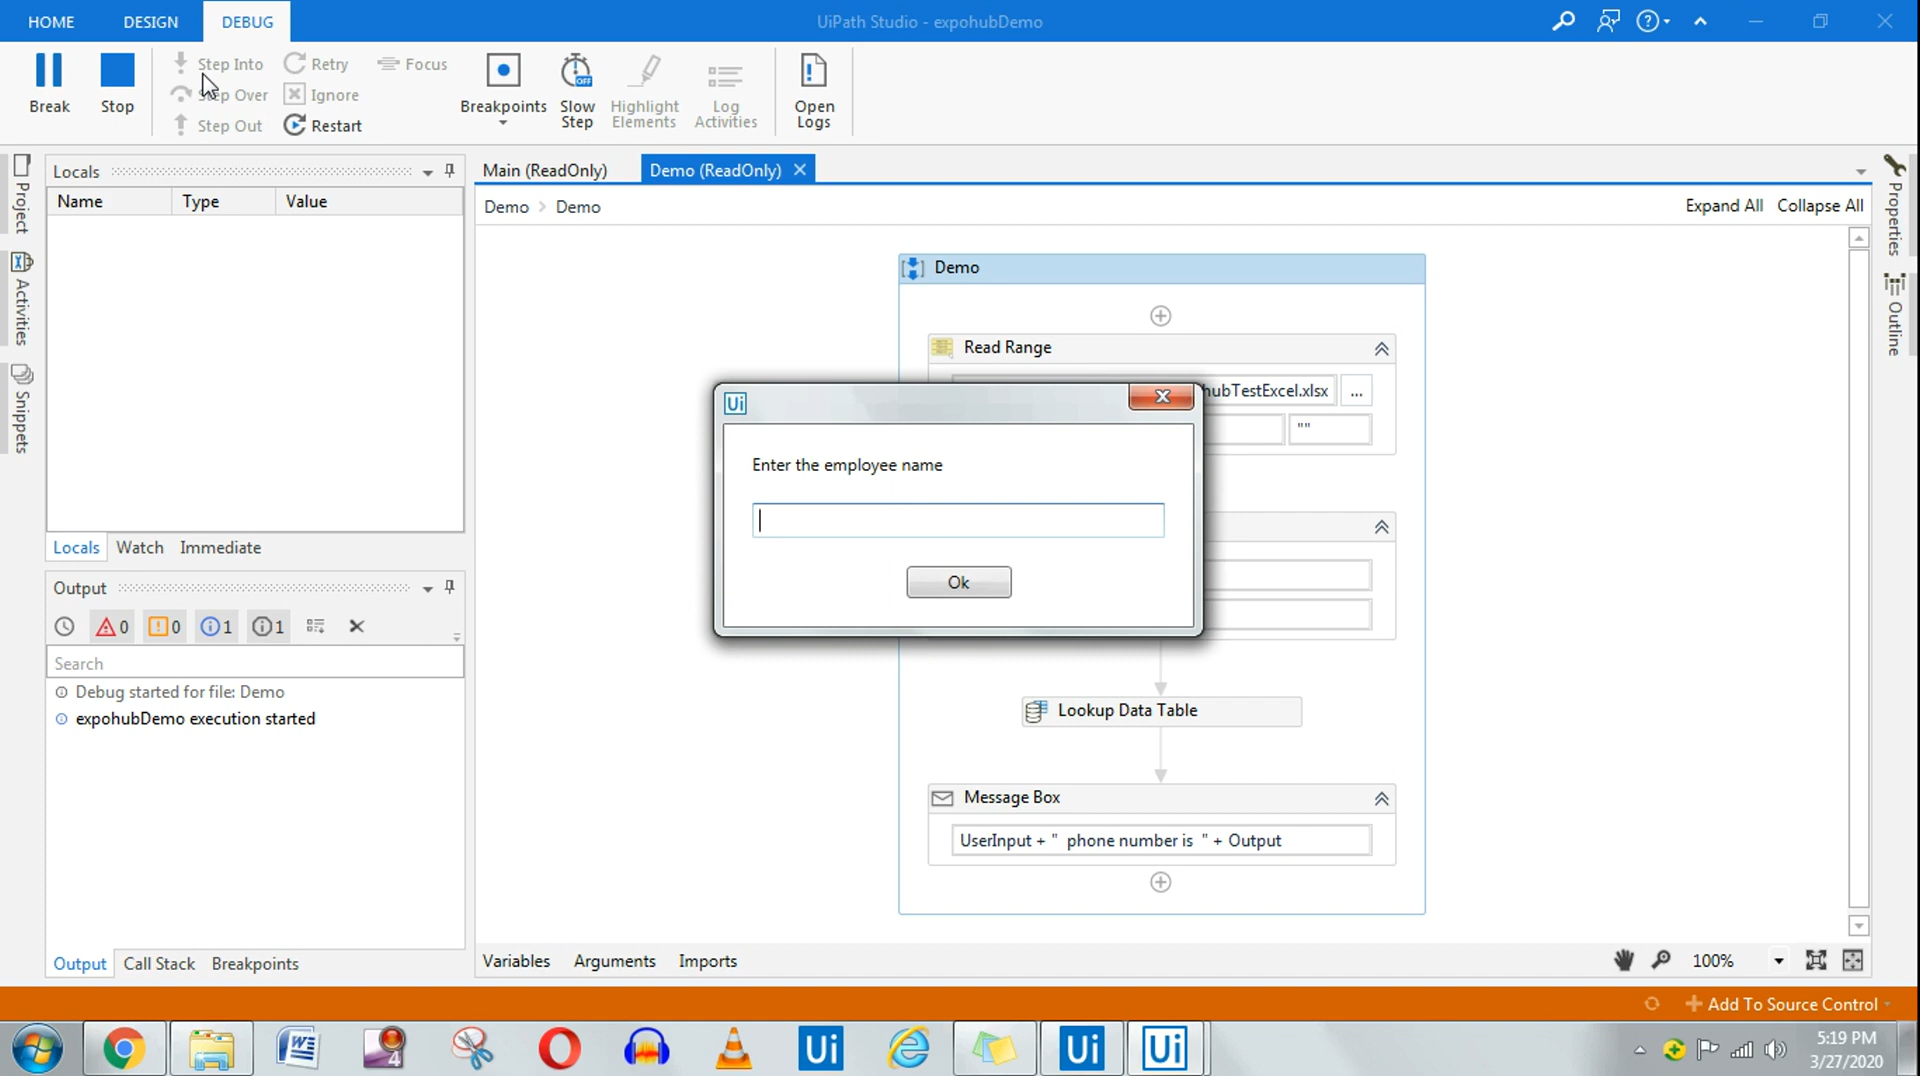 HOME DESIGN DEBUG UiPath Studio - expohubDemo
Break
Stop
Step Into
Step Over
Step Out
Retry
Ignore
Restart
Focus
Breakpoints
Slow
Step
Highlight
Elements
Log
Activities
Open
Logs
Project
Activities
Snippets
Locals
Name Type Value
Locals Watch Immediate
Output
0 0 1 1
Search
Debug started for file: Demo
expohubDemo execution started
Output Call Stack Breakpoints
Main (ReadOnly) Demo (ReadOnly)
Demo > Demo
Expand All Collapse All
Demo
Read Range
hubTestExcel.xlsx ...
""
Ui
Enter the employee name
Ok
Lookup Data Table
Message Box
UserInput + " phone number is " + Output
Variables Arguments Imports
100%
Properties
Outline
Add To Source Control
Ui Ui Ui
5:19 PM
3/27/2020